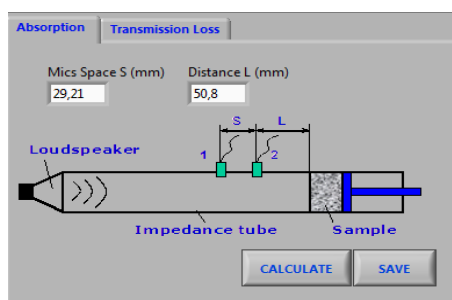 Absorption Transmission Loss
Mics Space S (mm) Distance L (mm)
29,21 50,8
S L
Loudspeaker 1 2
Impedance tube Sample
CALCULATE SAVE